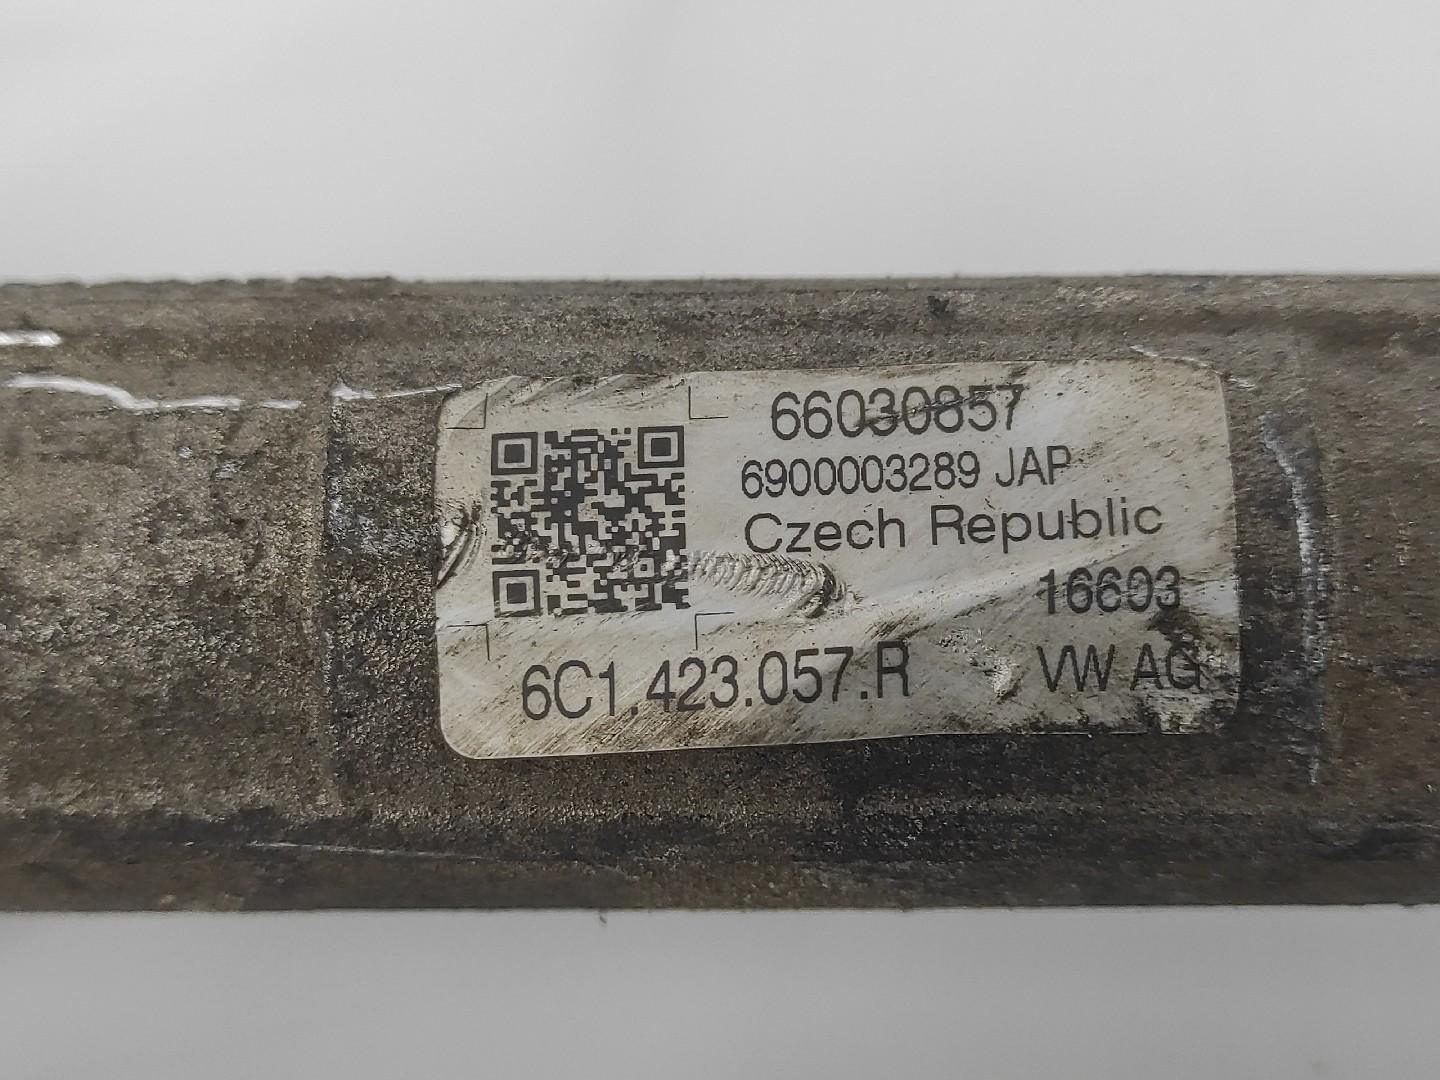 66030857
6900003289 JAP
Czech Republic
16603
6C1.423.057.R
VW AG